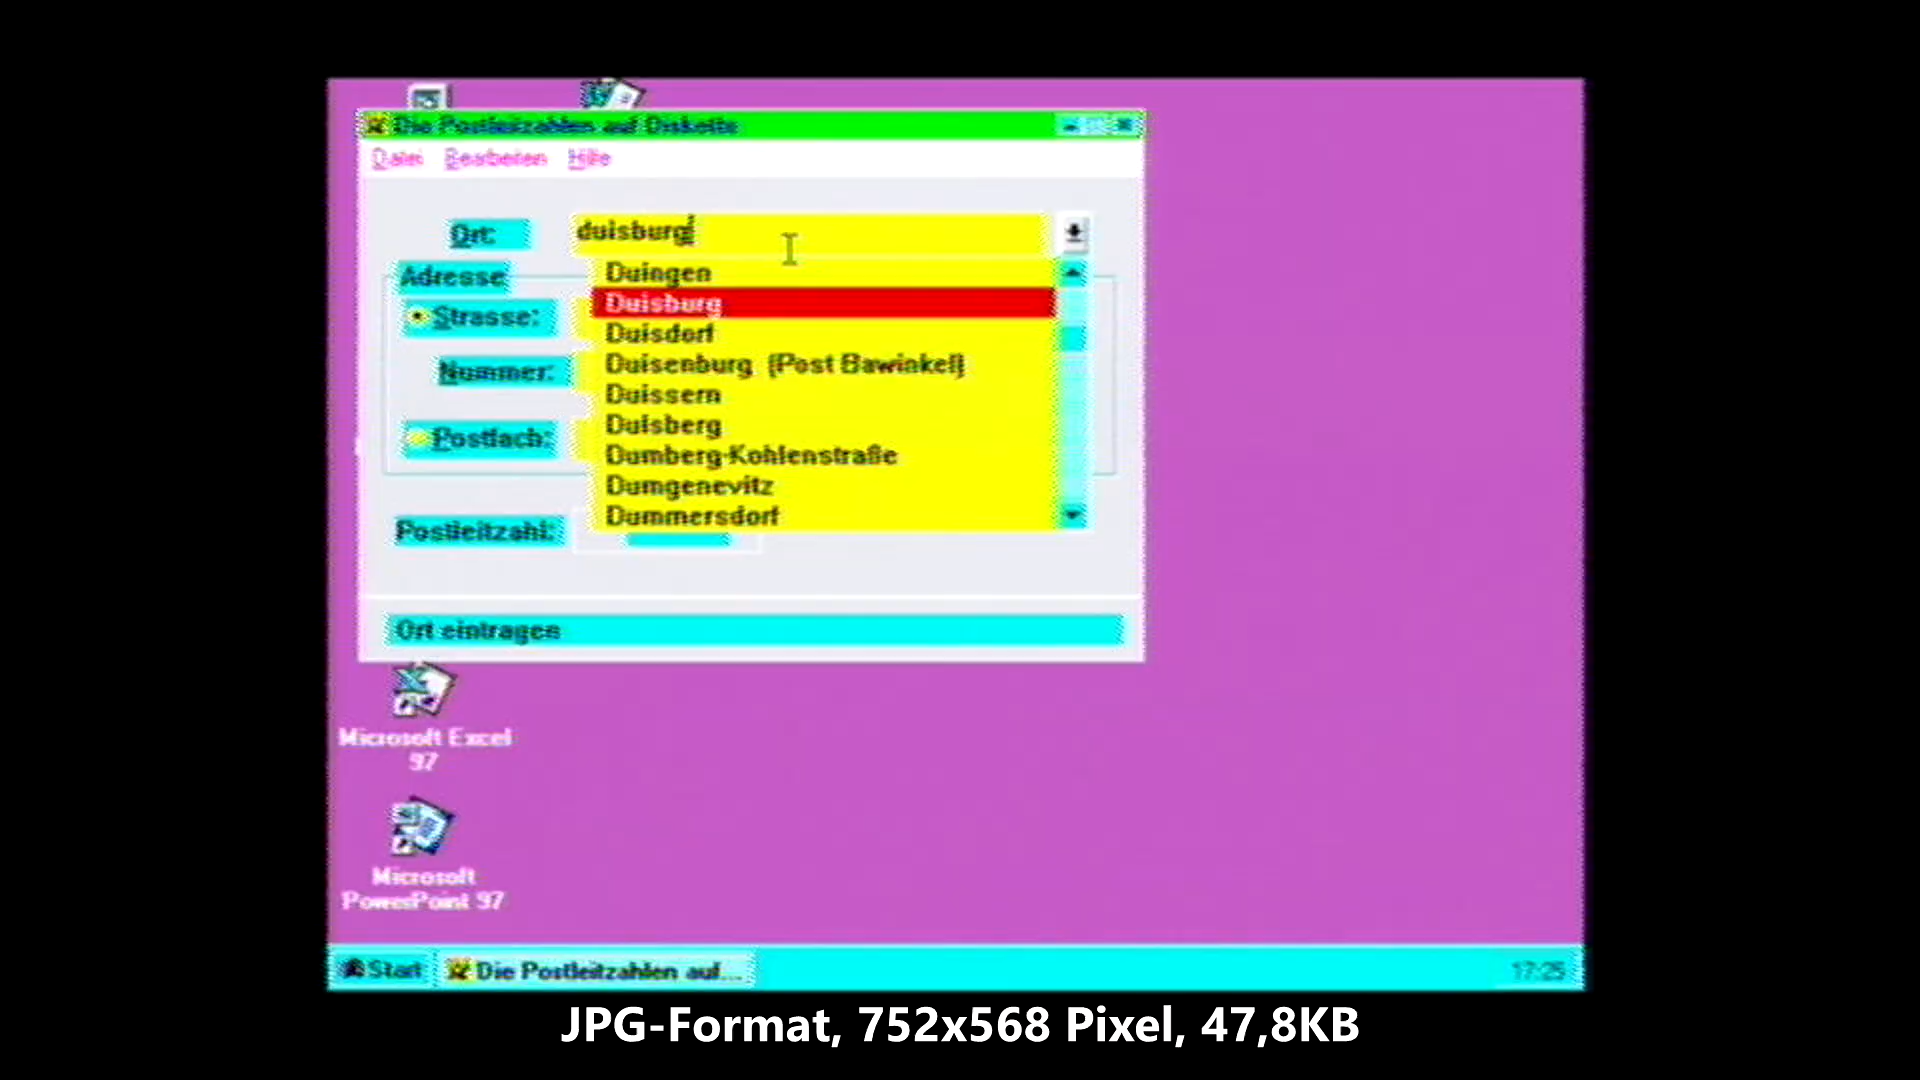 Die Postleitzahlen auf Diskette
Datei Bearbeiten Hilfe
Ort: duisburg
Duingen
Adresse
Duisburg
Strasse:
Duisdorf
Duisenburg (Post Bawinkel)
Nummer:
Duissern
Dulsberg
Postfach:
Dumberg-Kohlenstraße
Dumgenevitz
Dummersdorf
Postleitzahl:
Ort eintragen
Microsoft Excel
97
Microsoft
PowerPoint 97
Start Die Postleitzahlen auf... 17:25
JPG-Format, 752x568 Pixel, 47,8KB